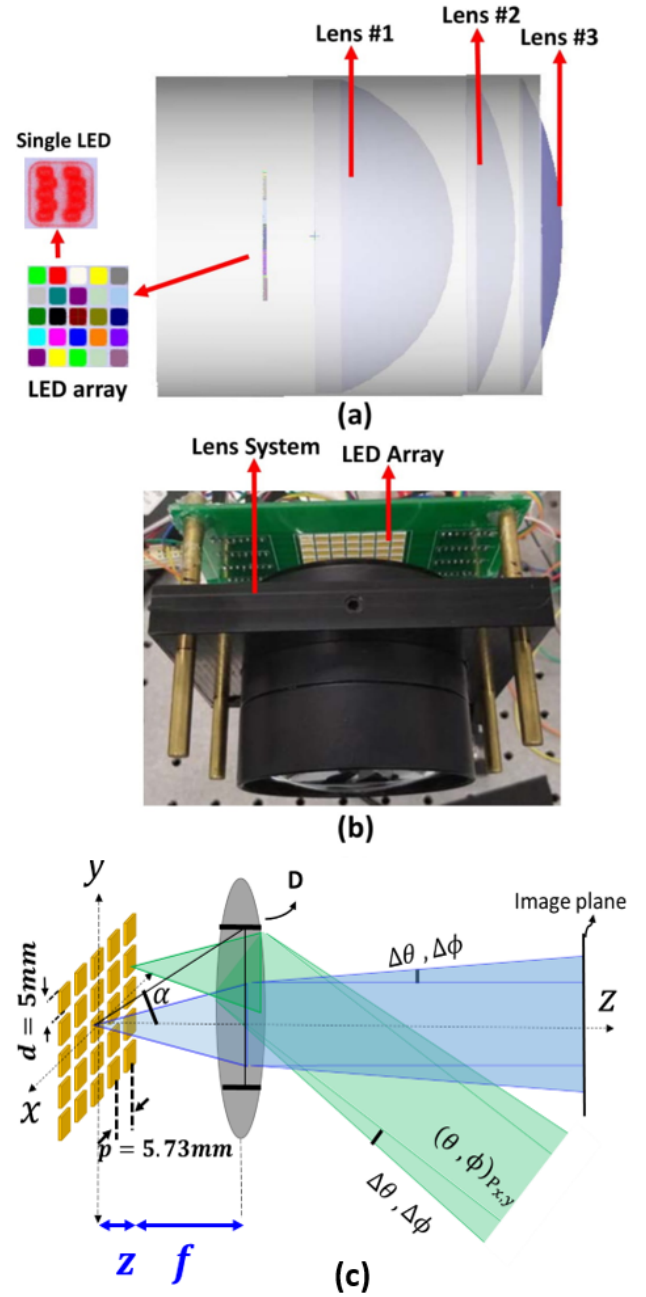 Lens #1
Lens #2
Lens #3
Single LED
LED array
(a)
Lens System
LED Array
(b)
y
D
Image plane
Δθ, Δϕ
α
Z
d = 5mm
x
p = 5.73mm
(θ, ϕ)Px,y
Δθ, Δϕ
z
f
(c)